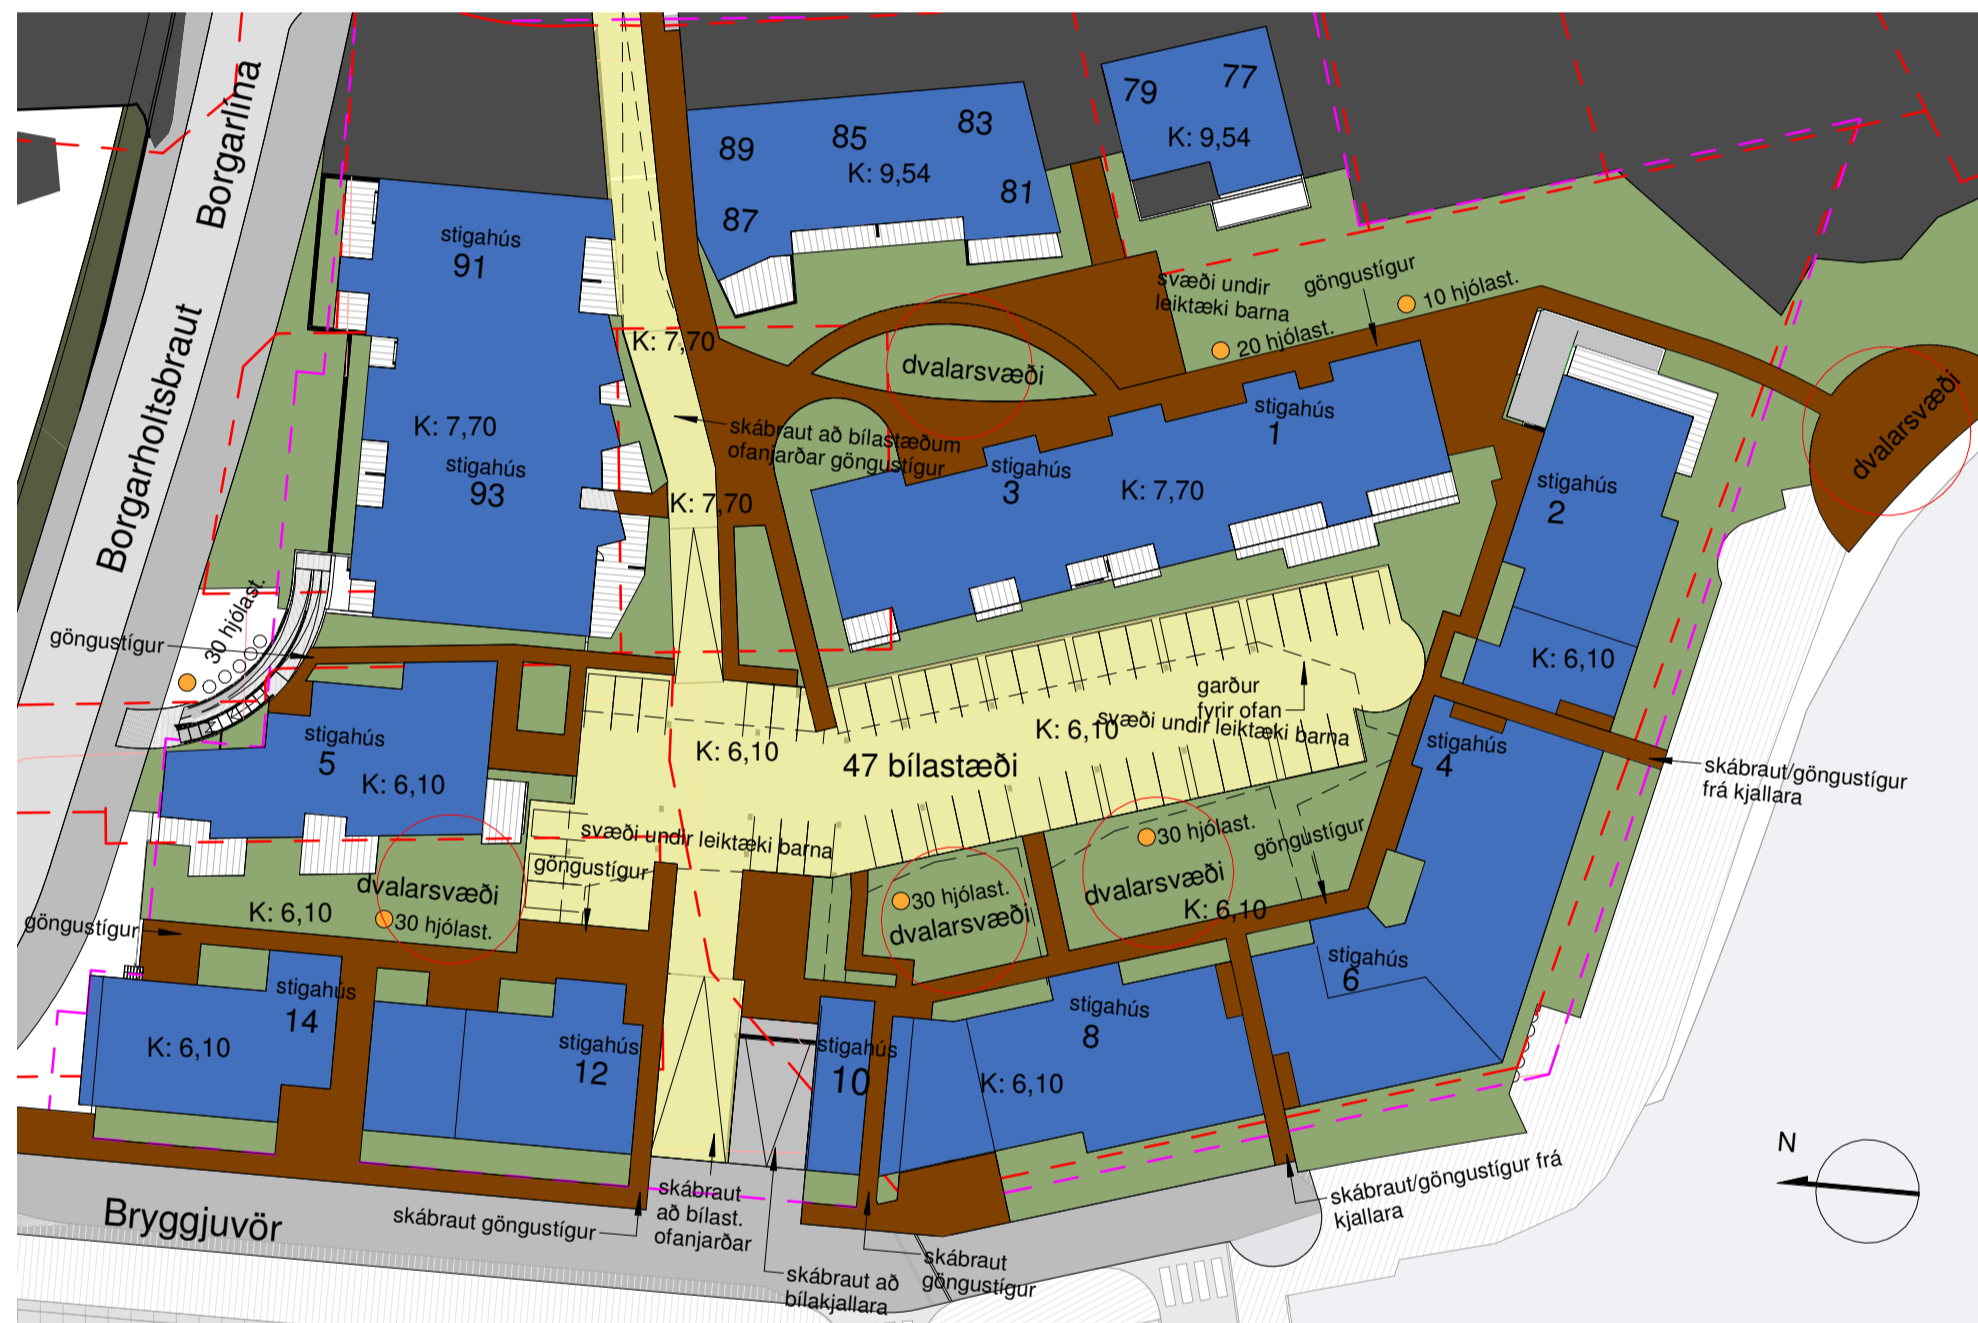 Borgarlína
Borgarholtsbraut
89
85
83
K: 9,54
87
81
79
77
K: 9,54
stigahús
91
K: 7,70
stigahús
93
K: 7,70
K: 7,70
svæði undir
leiktæki barna
göngustígur
10 hjólast.
20 hjólast.
dvalarsvæði
skábraut að bílastæðum
ofanjarðar göngustígur
stigahús
1
stigahús
3
K: 7,70
stigahús
2
K: 6,10
dvalarsvæði
göngustígur
30 hjólast.
stigahús
5
K: 6,10
K: 6,10
47 bílastæði
K: 6,10
garður
fyrir ofan
svæði undir leiktæki barna
stigahús
4
skábraut/göngustígur
frá kjallara
svæði undir leiktæki barna
göngustígur
dvalarsvæði
K: 6,10
30 hjólast.
göngustígur
30 hjólast.
dvalarsvæði
30 hjólast.
dvalarsvæði
K: 6,10
göngustígur
stigahús
6
stigahús
14
K: 6,10
stigahús
12
stigahús
10
stigahús
8
K: 6,10
Bryggjuvör
skábraut göngustígur
skábraut
að bílast.
ofanjarðar
skábraut að
bílakjallara
skábraut
göngustígur
skábraut/göngustígur frá
kjallara
N